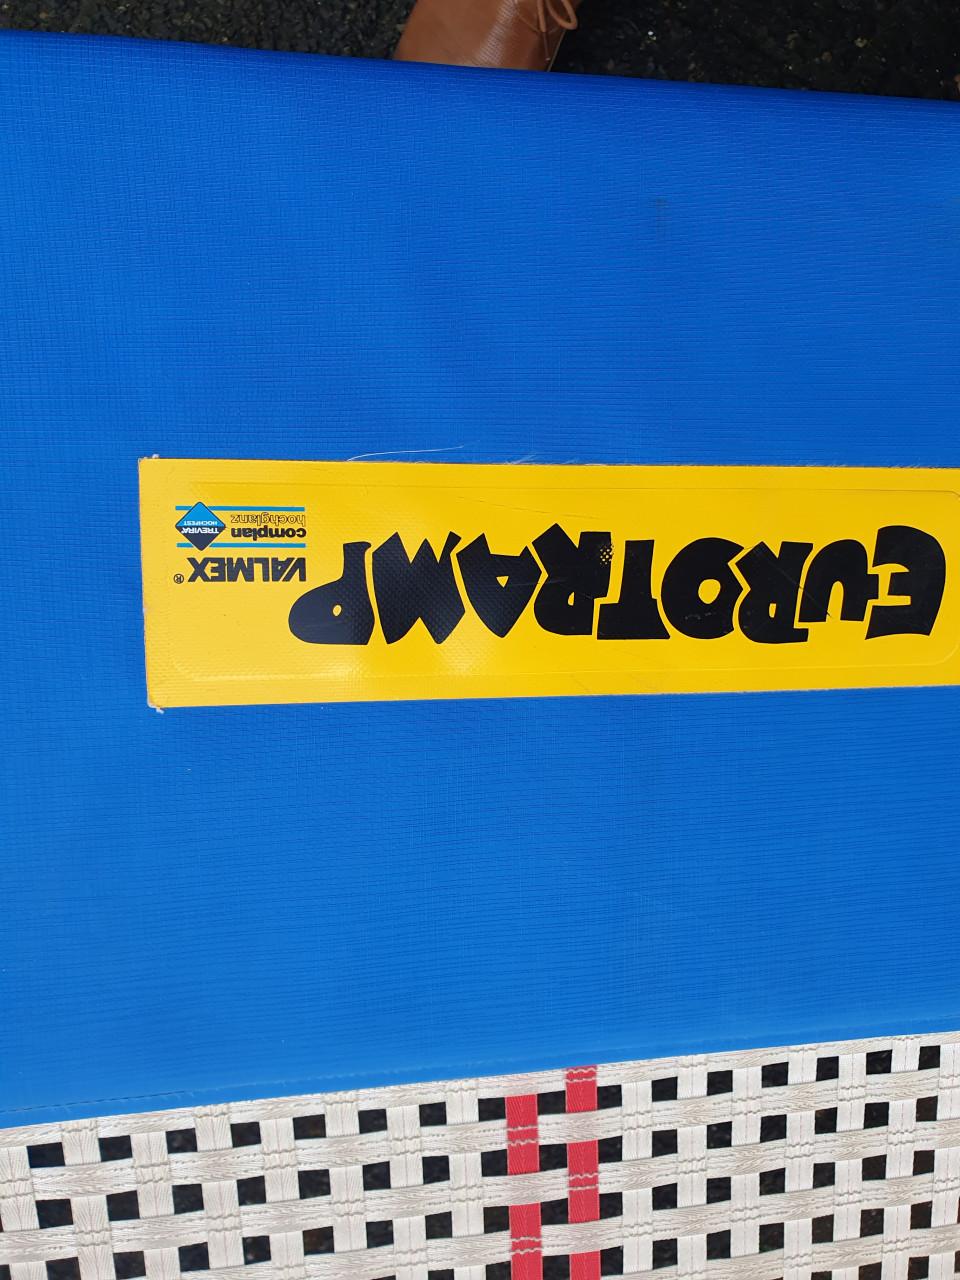 EUROTRAMP
VALMEX®
complan
hochglanz
TREVIRA
HOCHFEST